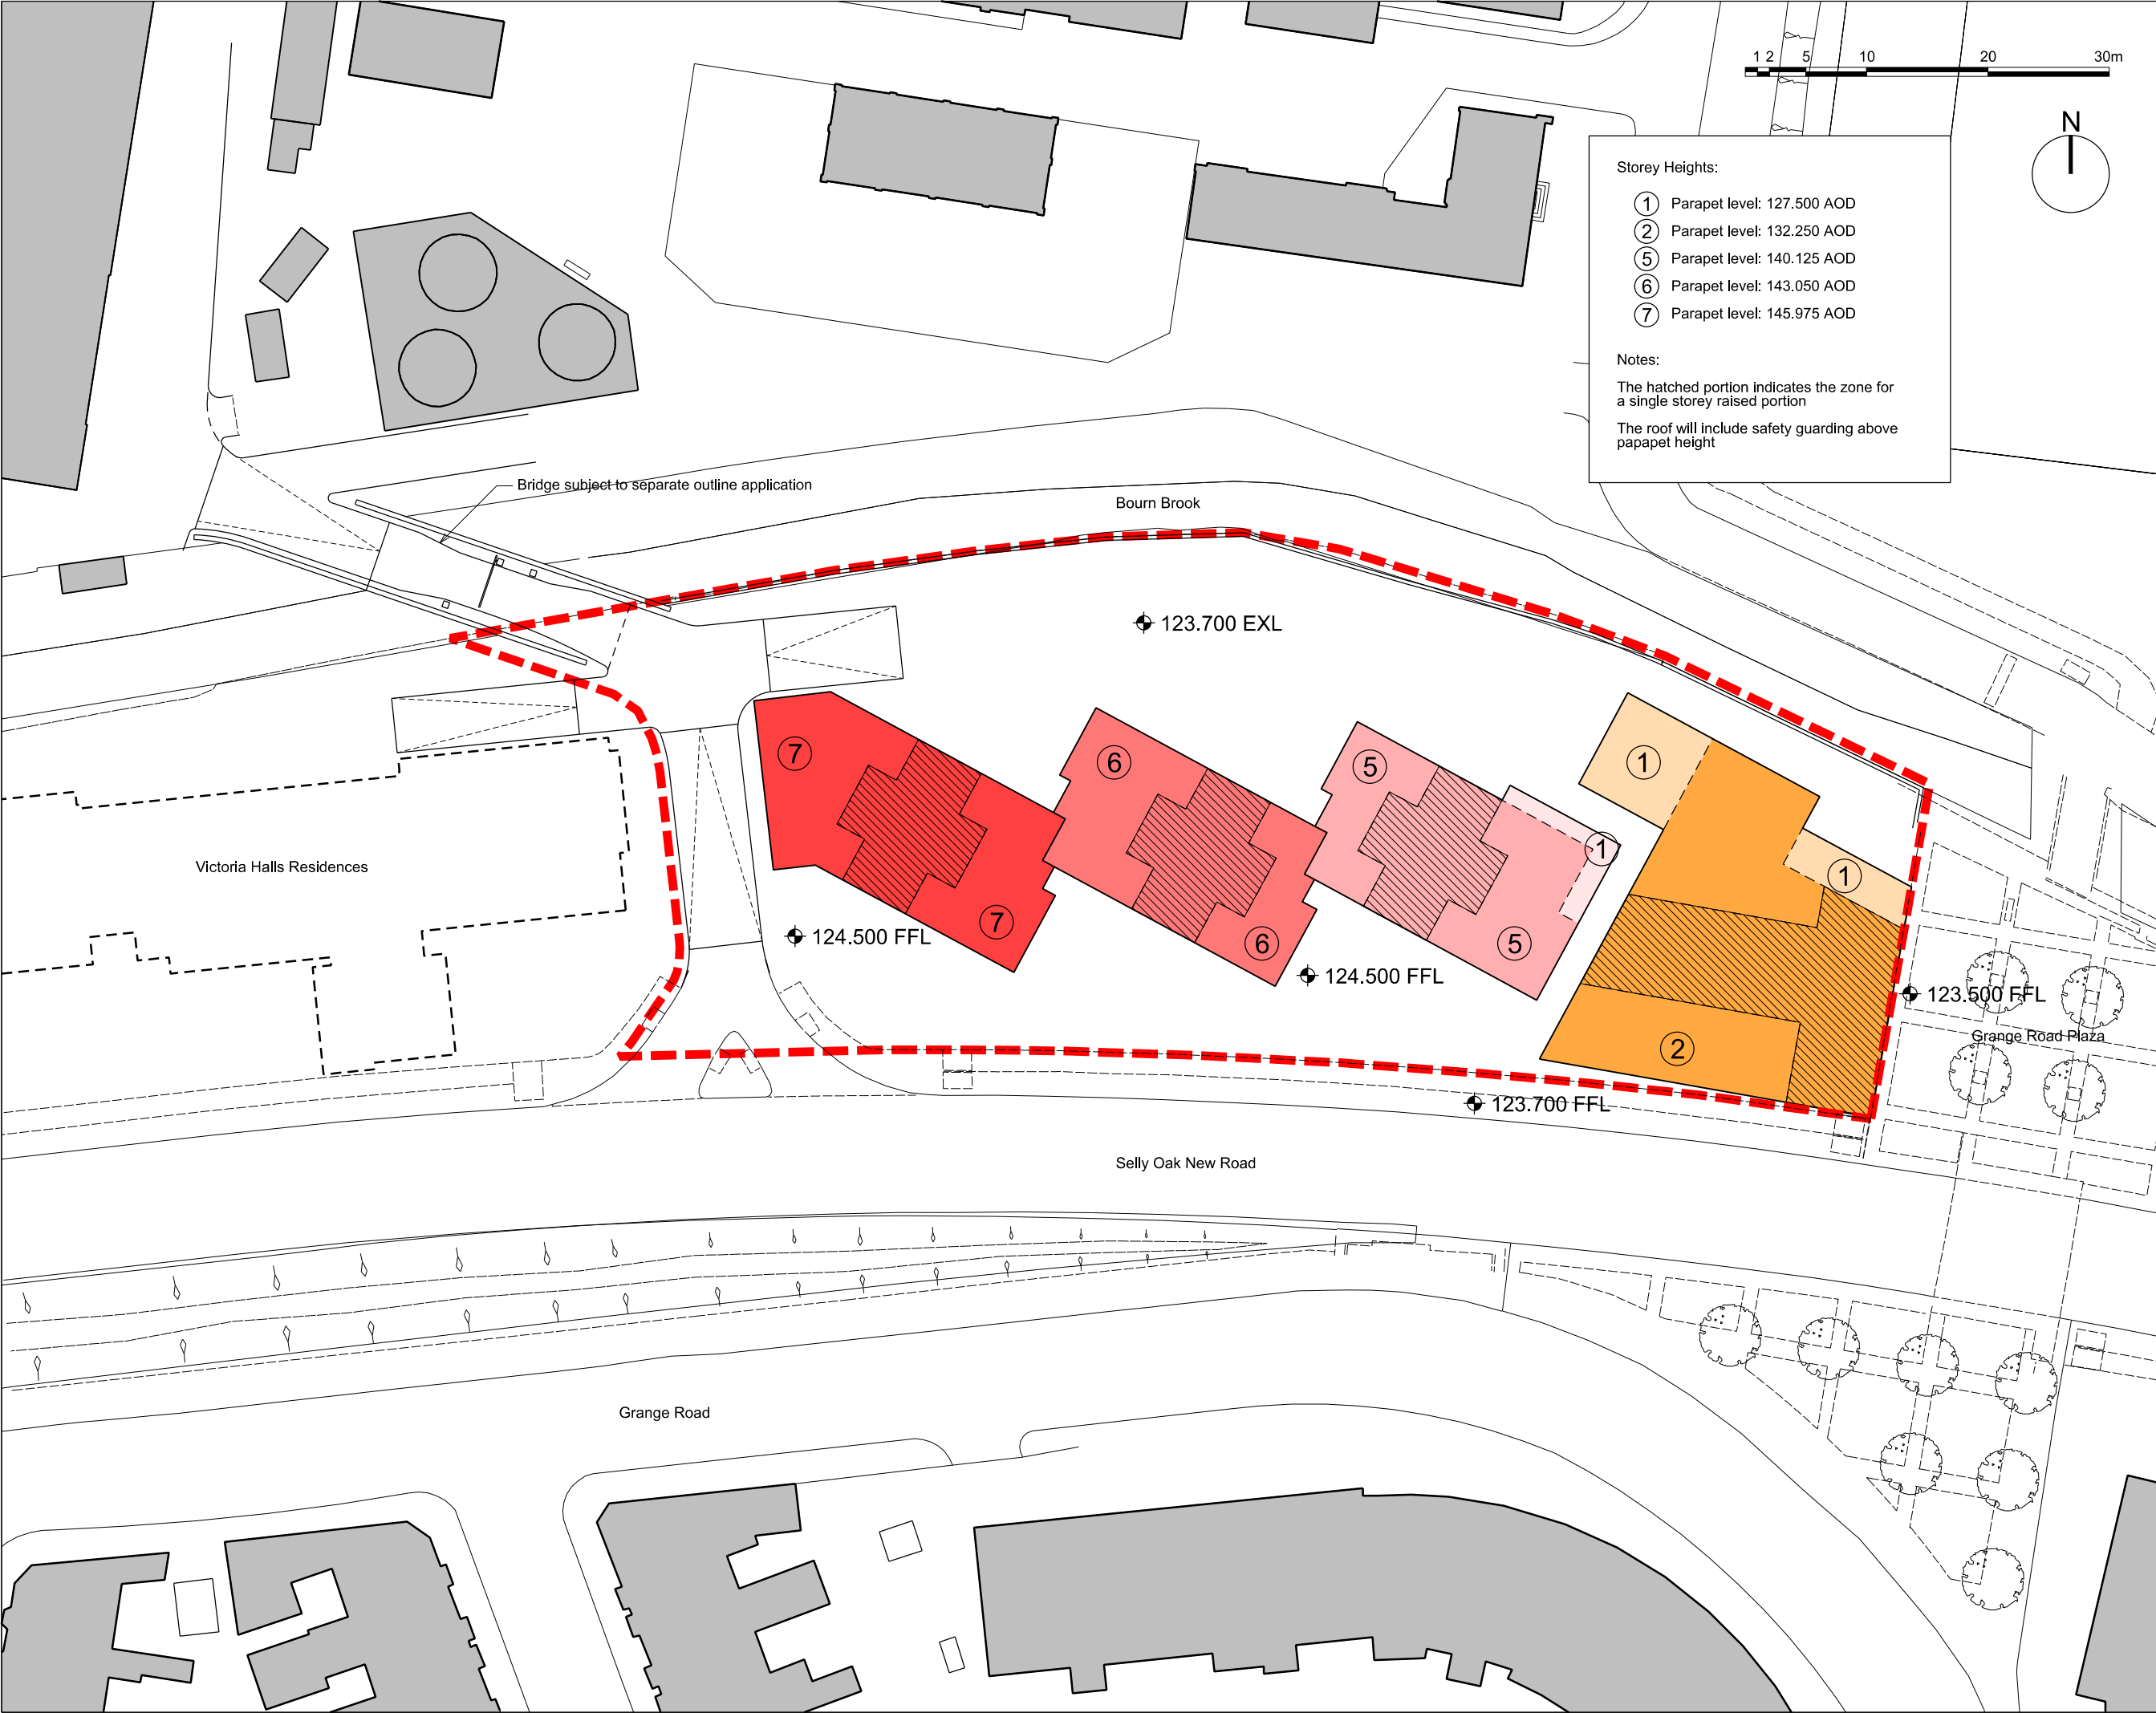 1 2 5 10 20 30m
N
Storey Heights:
1 Parapet level: 127.500 AOD
2 Parapet level: 132.250 AOD
5 Parapet level: 140.125 AOD
6 Parapet level: 143.050 AOD
7 Parapet level: 145.975 AOD
Notes:
The hatched portion indicates the zone for
a single storey raised portion
The roof will include safety guarding above
papapet height
Bridge subject to separate outline application
Bourn Brook
123.700 EXL
7
6
5
1
1
1
Victoria Halls Residences
7
6
5
124.500 FFL
124.500 FFL
123.500 FFL
Grange Road Plaza
2
123.700 FFL
Selly Oak New Road
Grange Road